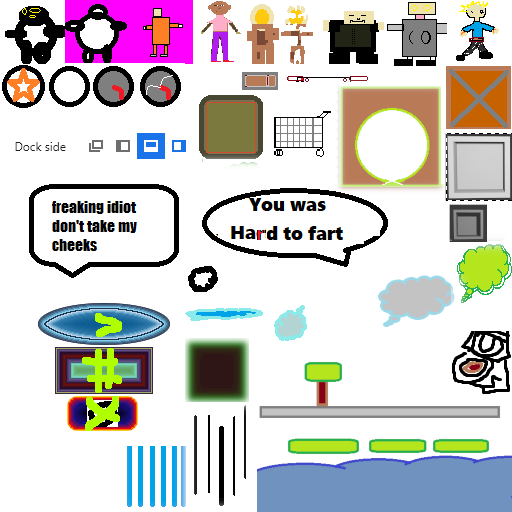 Dock side
freaking idiot
don't take my
cheeks
You was
Hard to fart